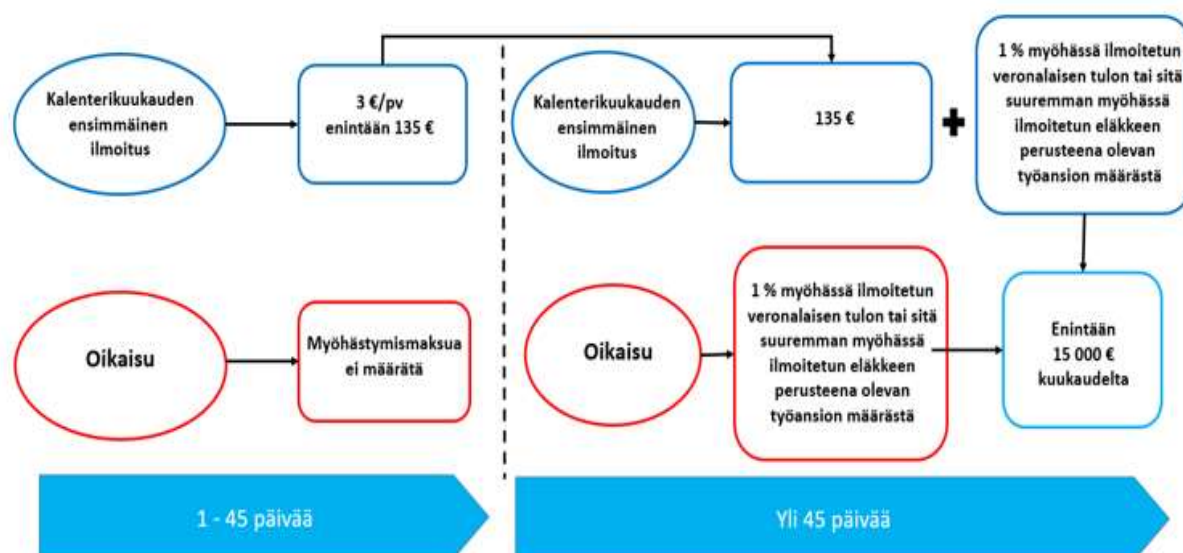 Kalenterikuukauden
ensimmäinen
ilmoitus
3 €/pv
enintään 135 €
Kalenterikuukauden
ensimmäinen
ilmoitus
135 €
1 % myöhässä ilmoitetun
veronalaisen tulon tai sitä
suuremman myöhässä
ilmoitetun eläkkeen
perusteena olevan
työansion määrästä
Oikaisu
Myöhästymismaksua
ei määrätä
Oikaisu
1 % myöhässä ilmoitetun
veronalaisen tulon tai sitä
suuremman myöhässä
ilmoitetun eläkkeen
perusteena olevan
työansion määrästä
Enintään
15 000 €
kuukaudelta
1 - 45 päivää
Yli 45 päivää